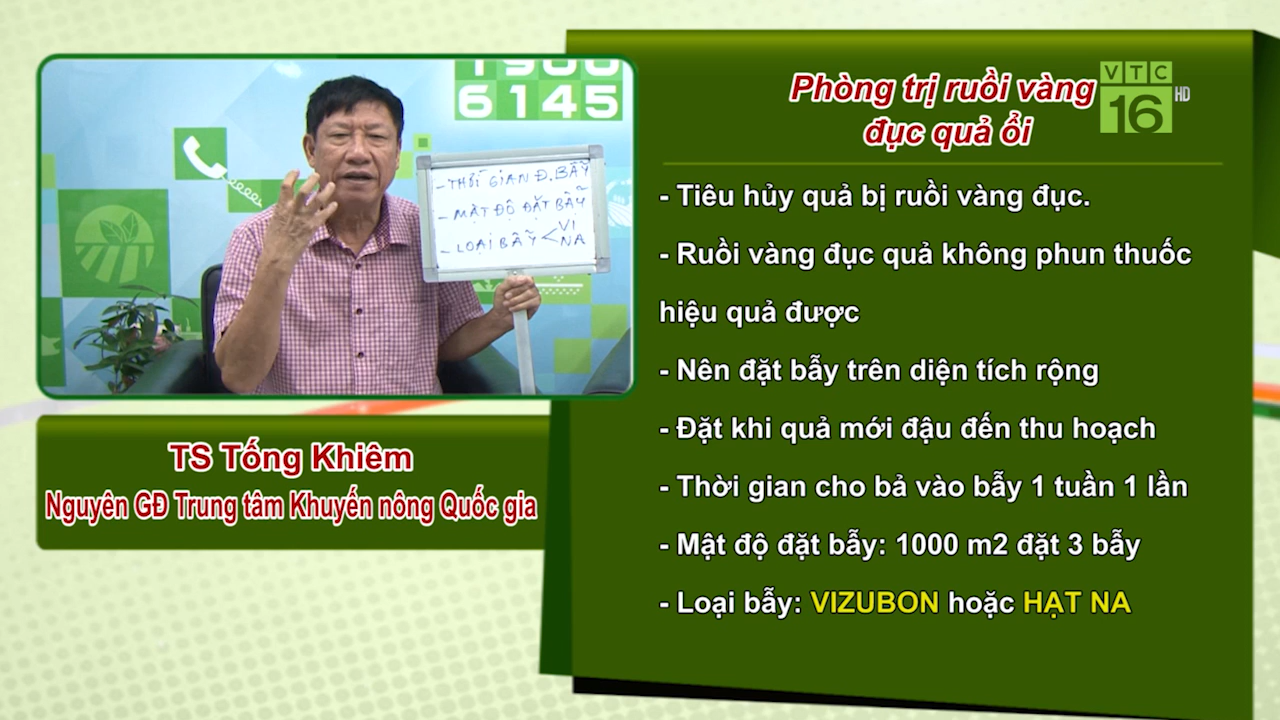 1900
6145
- THỜI GIAN Đ.BẪY
- MẬT ĐỘ ĐẶT BẪY
- LOẠI BẪY < VI
NA
TS Tống Khiêm
Nguyên GĐ Trung tâm Khuyến nông Quốc gia
VTC
16 HD
Phòng trị ruồi vàng
đục quả ổi
- Tiêu hủy quả bị ruồi vàng đục.
- Ruồi vàng đục quả không phun thuốc
hiệu quả được
- Nên đặt bẫy trên diện tích rộng
- Đặt khi quả mới đậu đến thu hoạch
- Thời gian cho bả vào bẫy 1 tuần 1 lần
- Mật độ đặt bẫy: 1000 m2 đặt 3 bẫy
- Loại bẫy: VIZUBON hoặc HẠT NA